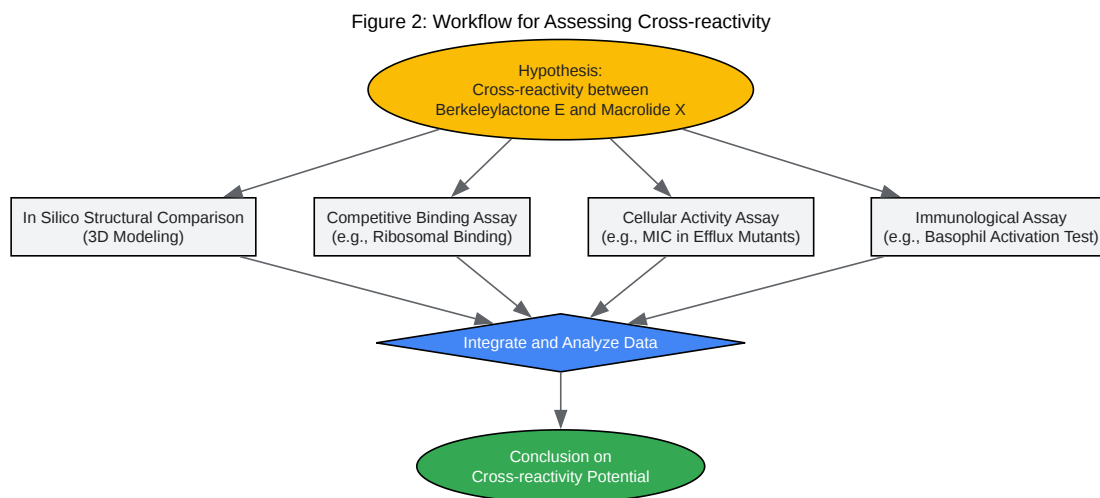 Figure 2: Workflow for Assessing Cross-reactivity
Hypothesis:
Cross-reactivity between
Berkeleylactone E and Macrolide X
In Silico Structural Comparison
(3D Modeling)
Competitive Binding Assay
(e.g., Ribosomal Binding)
Cellular Activity Assay
(e.g., MIC in Efflux Mutants)
Immunological Assay
(e.g., Basophil Activation Test)
Integrate and Analyze Data
Conclusion on
Cross-reactivity Potential